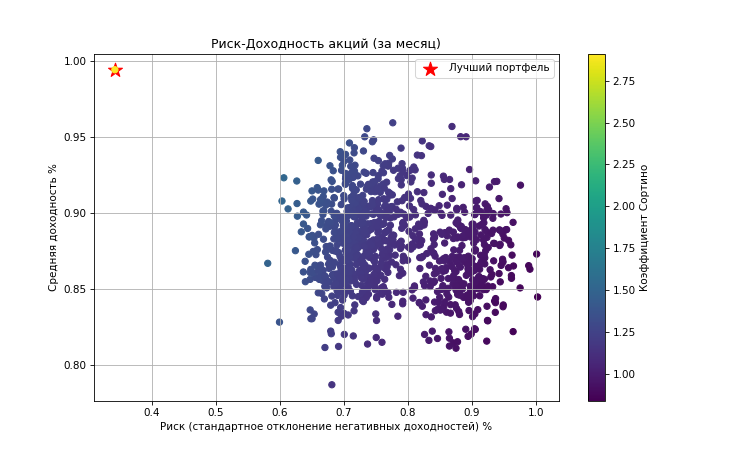 Риск-Доходность акций (за месяц)
Лучший портфель
Средняя доходность %
1.00
0.95
0.90
0.85
0.80
0.4 0.5 0.6 0.7 0.8 0.9 1.0
Риск (стандартное отклонение негативных доходностей) %
2.75
2.50
2.25
2.00
1.75
1.50
1.25
1.00
Коэффициент Сортино